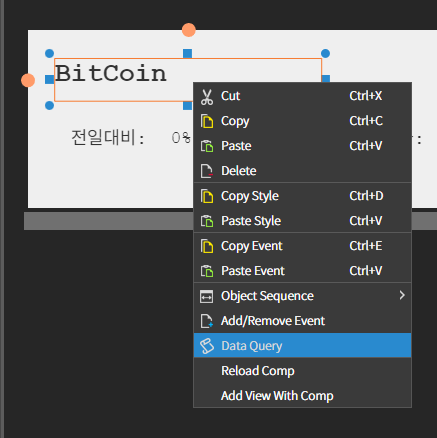 BitCoin
전일대비: 0%
Cut Ctrl+X
Copy Ctrl+C
Paste Ctrl+V
Delete
Copy Style Ctrl+D
Paste Style Ctrl+V
Copy Event Ctrl+E
Paste Event Ctrl+V
Object Sequence
Add/Remove Event
Data Query
Reload Comp
Add View With Comp